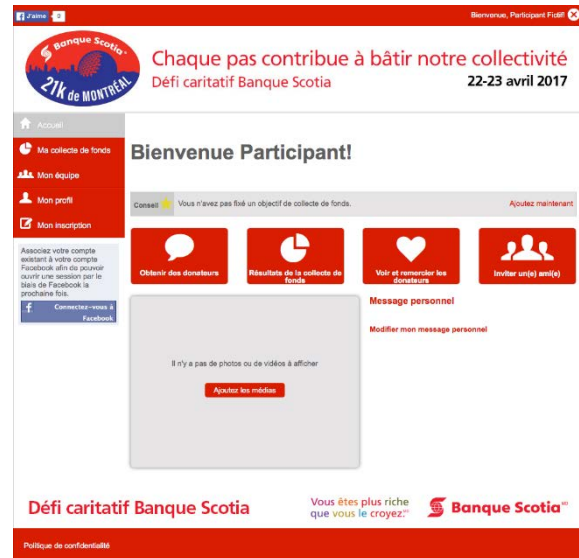 J'aime 0
Bienvenue, Participant Fictif!
Banque Scotia
21K de MONTRÉAL
Chaque pas contribue à bâtir notre collectivité
Défi caritatif Banque Scotia
22-23 avril 2017
Accueil
Ma collecte de fonds
Mon équipe
Mon profil
Mon inscription
Associez votre compte
existant à votre compte
Facebook afin de pouvoir
ouvrir une session par le
biais de Facebook la
prochaine fois.
Connectez-vous à
Facebook
Bienvenue Participant!
Conseil
Vous n'avez pas fixé un objectif de collecte de fonds.
Ajoutez maintenant
Obtenir des donateurs
Résultats de la collecte de
fonds
Voir et remercier les
donateurs
Inviter un(e) ami(e)
Il n'y a pas de photos ou de vidéos à afficher
Ajoutez les médias
Message personnel
Modifier mon message personnel
Défi caritatif Banque Scotia
Vous êtes plus riche
que vous le croyez.
Banque Scotia
Politique de confidentialité